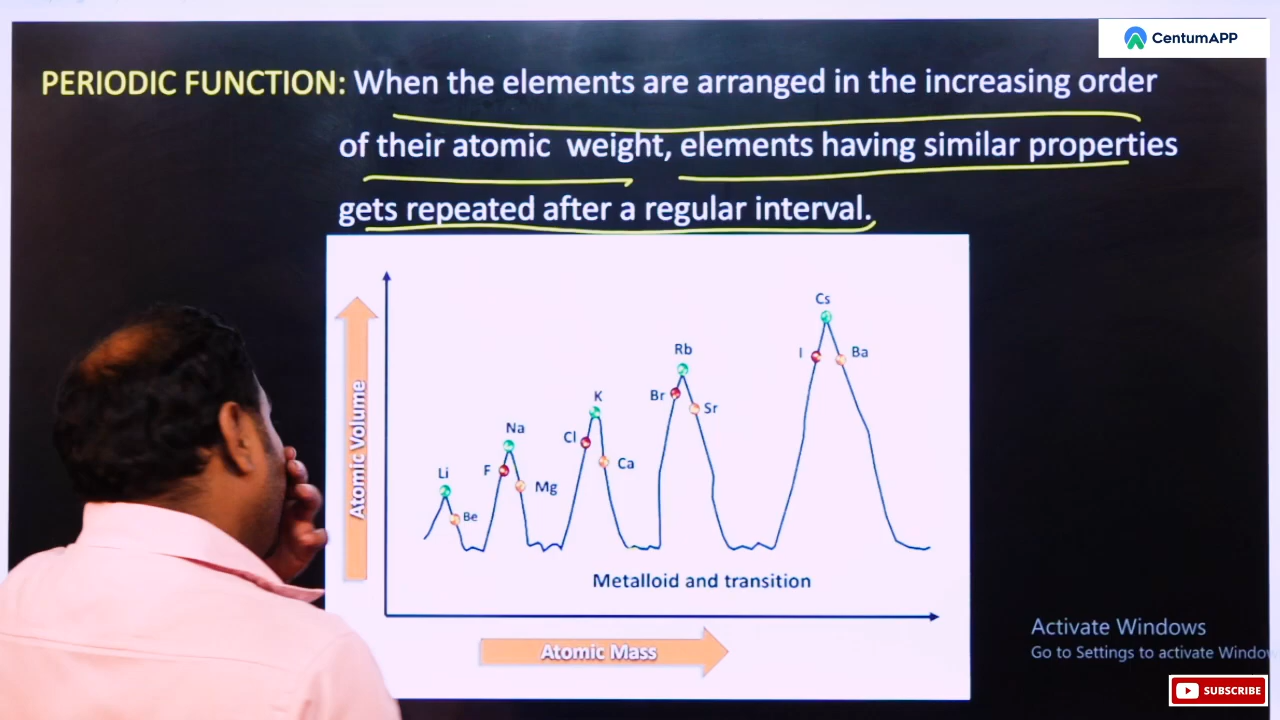 CentumAPP
PERIODIC FUNCTION: When the elements are arranged in the increasing order
of their atomic weight, elements having similar properties
gets repeated after a regular interval.
Cs
I
Ba
Rb
Br
Sr
K
Cl
Ca
Na
F
Mg
Li
Be
Atomic Volume
Metalloid and transition
Atomic Mass
Activate Windows
Go to Settings to activate Window
SUBSCRIBE